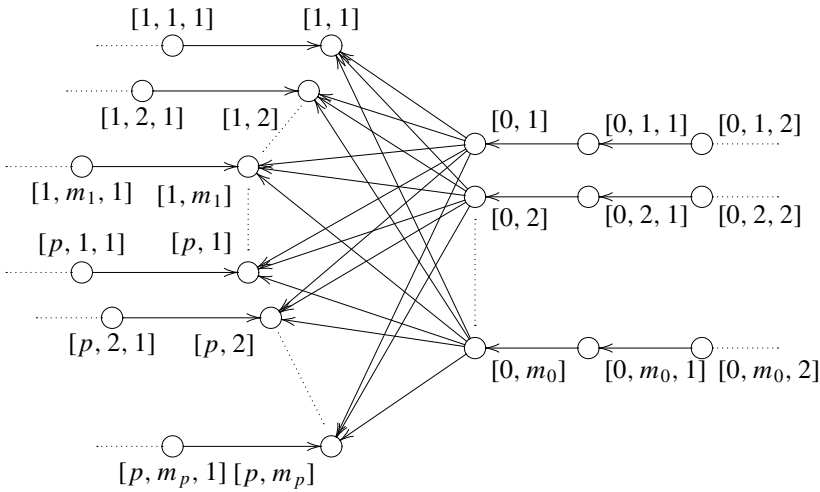 [1, 1, 1] [1, 1]
[1, 2, 1] [1, 2] [0, 1] [0, 1, 1] [0, 1, 2]
[1, m₁, 1] [1, m₁] [0, 2] [0, 2, 1] [0, 2, 2]
[p, 1, 1] [p, 1]
[p, 2, 1] [p, 2]
[0, m₀] [0, m₀, 1] [0, m₀, 2]
[p, mₚ, 1] [p, mₚ]